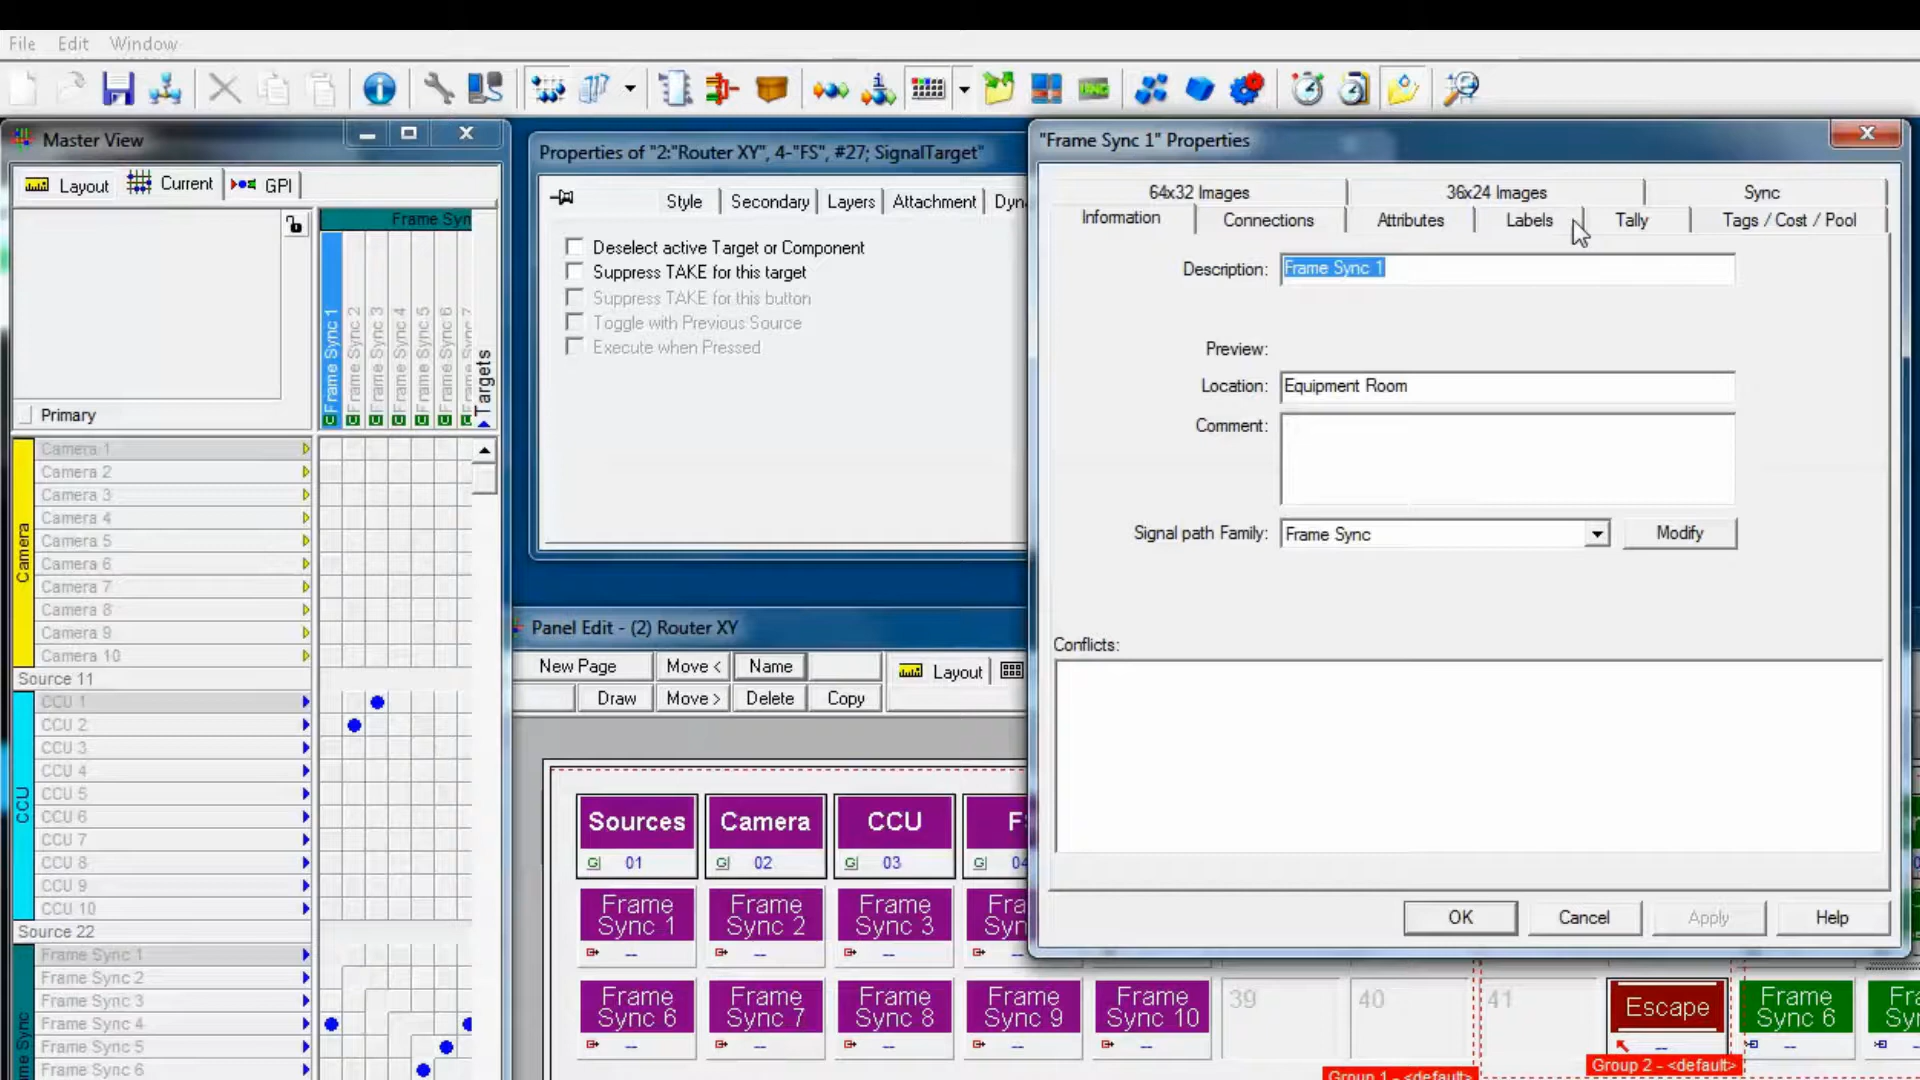 File Edit Window
Master View
Layout Current GPI
Frame Syn
Frame Sync 1
Frame Sync 2
Frame Sync 3
Frame Sync 4
Frame Sync 5
Frame Sync 6
Targets
Primary
Camera
Camera 1
Camera 2
Camera 3
Camera 4
Camera 5
Camera 6
Camera 7
Camera 8
Camera 9
Camera 10
Source 11
CCU
CCU 1
CCU 2
CCU 3
CCU 4
CCU 5
CCU 6
CCU 7
CCU 8
CCU 9
CCU 10
Source 22
Frame Sync 1
Frame Sync 2
Frame Sync 3
Frame Sync 4
Frame Sync 5
Frame Sync 6
Properties of "2:"Router XY", 4-"FS", #27; SignalTarget"
Style Secondary Layers Attachment Dyn
Deselect active Target or Component
Suppress TAKE for this target
Suppress TAKE for this button
Toggle with Previous Source
Execute when Pressed
Panel Edit - (2) Router XY
New Page Move < Name Layout
Draw Move > Delete Copy
Sources Camera CCU F
01 02 03 04
Frame Sync 1
Frame Sync 2
Frame Sync 3
Frame Sync 6
Frame Sync 7
Frame Sync 8
Frame Sync 9
Frame Sync 10
39 40 41
Escape
Frame Sync 6
Group 1 - <default>
Group 2 - <default>
"Frame Sync 1" Properties
64x32 Images 36x24 Images Sync
Information Connections Attributes Labels Tally Tags / Cost / Pool
Description: Frame Sync 1
Preview:
Location: Equipment Room
Comment:
Signal path Family: Frame Sync Modify
Conflicts:
OK Cancel Apply Help